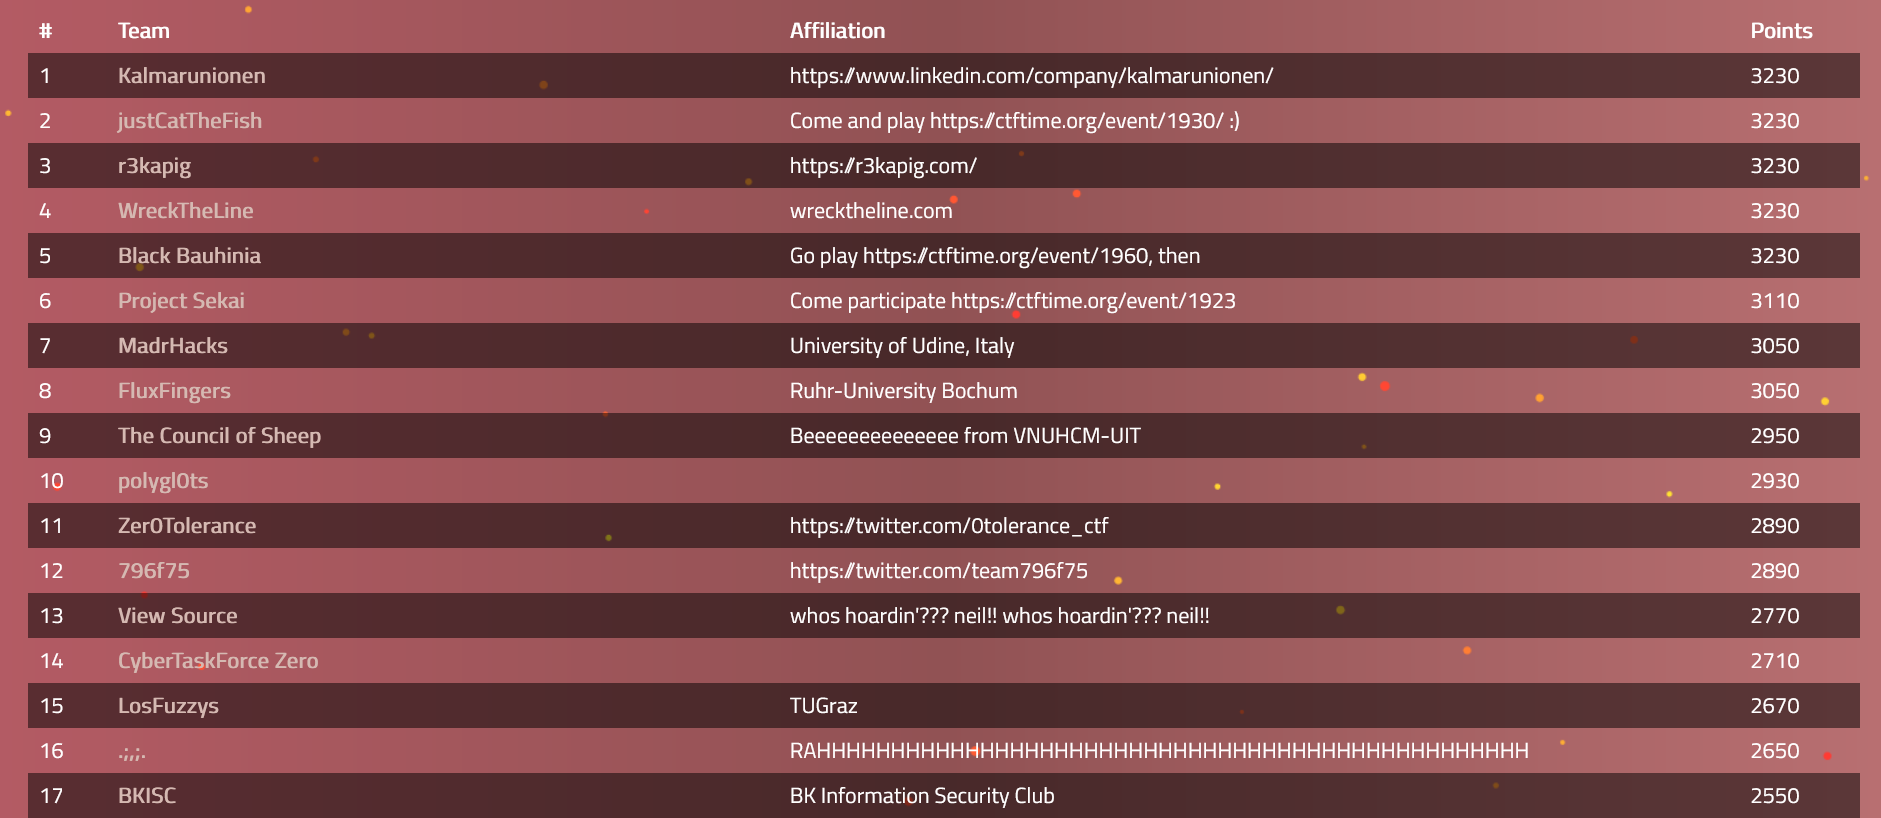 # Team Affiliation Points
1 Kalmarunionen https://www.linkedin.com/company/kalmarunionen/ 3230
2 justCatTheFish Come and play https://ctftime.org/event/1930/ :) 3230
3 r3kapig https://r3kapig.com/ 3230
4 WreckTheLine wrecktheline.com 3230
5 Black Bauhinia Go play https://ctftime.org/event/1960, then 3230
6 Project Sekai Come participate https://ctftime.org/event/1923 3110
7 MadrHacks University of Udine, Italy 3050
8 FluxFingers Ruhr-University Bochum 3050
9 The Council of Sheep Beeeeeeeeeeeeee from VNUHCM-UIT 2950
10 polygl0ts 2930
11 Zer0Tolerance https://twitter.com/0tolerance_ctf 2890
12 796f75 https://twitter.com/team796f75 2890
13 View Source whos hoardin'??? neil!! whos hoardin'??? neil!! 2770
14 CyberTaskForce Zero 2710
15 LosFuzzys TUGraz 2670
16 .;,;. RAHHHHHHHHHHHHHHHHHHHHHHHHHHHHHHHHHHHHHHHHHHHHHHHH 2650
17 BKISC BK Information Security Club 2550